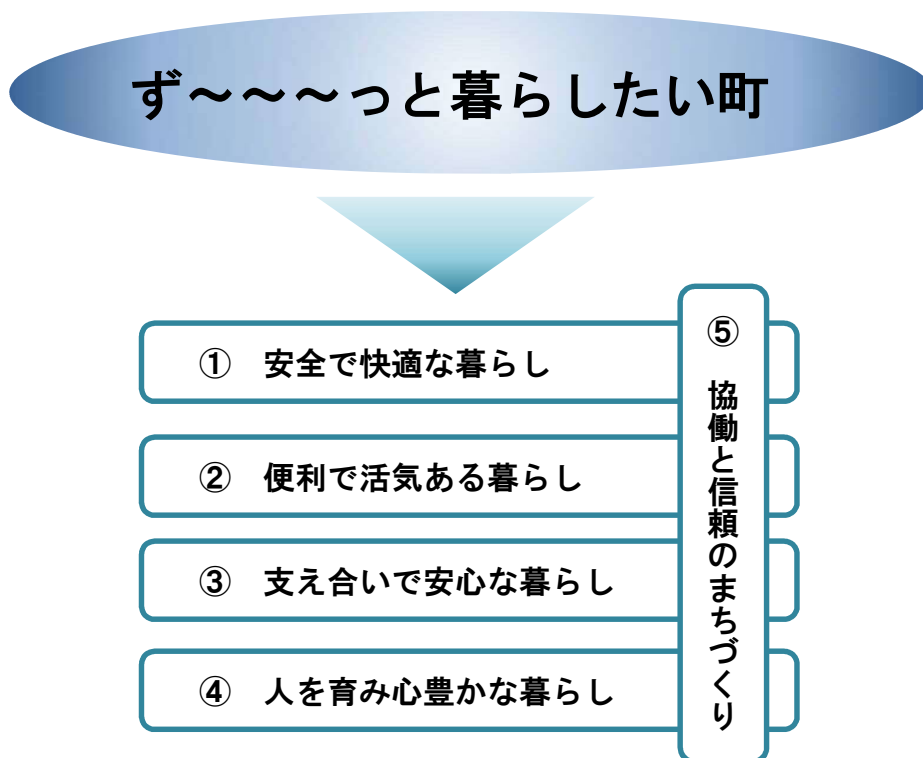 ず～～～っと暮らしたい町
① 安全で快適な暮らし
② 便利で活気ある暮らし
③ 支え合いで安心な暮らし
④ 人を育み心豊かな暮らし
⑤ 協働と信頼のまちづくり